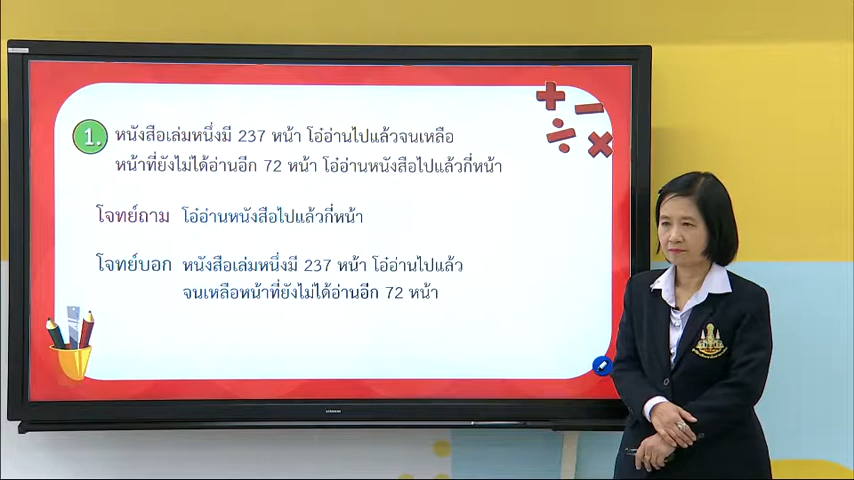 1. หนังสือเล่มหนึ่งมี 237 หน้า โอ๋อ่านไปแล้วจนเหลือ
หน้าที่ยังไม่ได้อ่านอีก 72 หน้า โอ๋อ่านหนังสือไปแล้วกี่หน้า
โจทย์ถาม โอ๋อ่านหนังสือไปแล้วกี่หน้า
โจทย์บอก หนังสือเล่มหนึ่งมี 237 หน้า โอ๋อ่านไปแล้ว
จนเหลือหน้าที่ยังไม่ได้อ่านอีก 72 หน้า
SAMSUNG